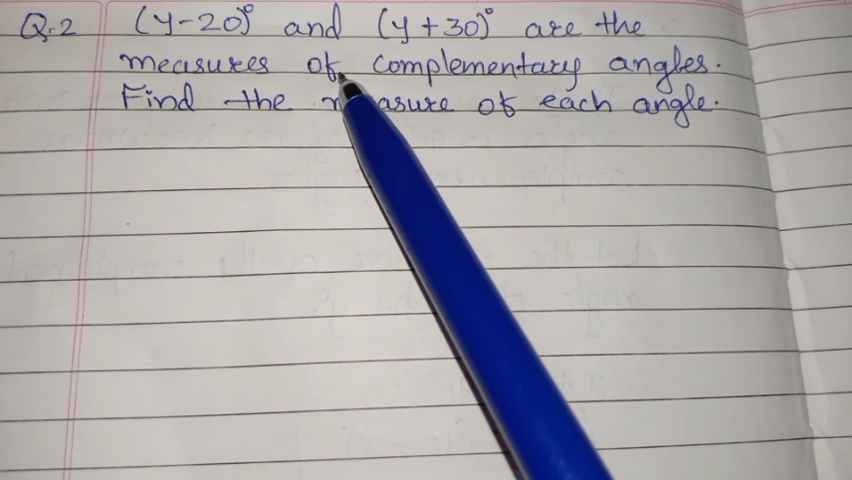 Q.2 (y-20)° and (y+30)° are the
measures of complementary angles.
Find the of each angle.